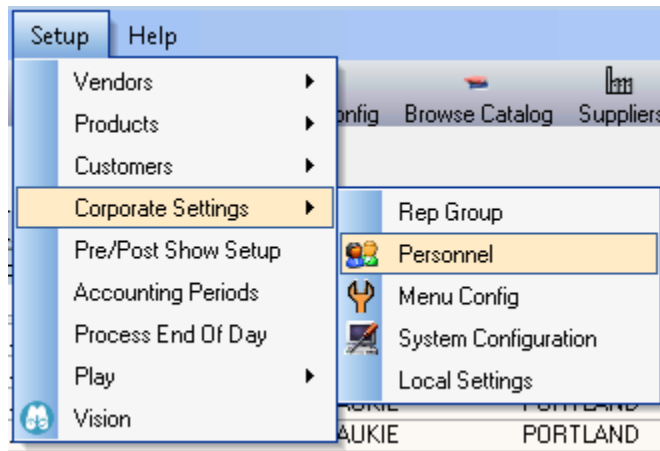 Setup Help
Vendors
Products
Customers
Corporate Settings
Pre/Post Show Setup
Accounting Periods
Process End Of Day
Play
Vision
Browse Catalog
Suppliers
Rep Group
Personnel
Menu Config
System Configuration
Local Settings
PORTLAND